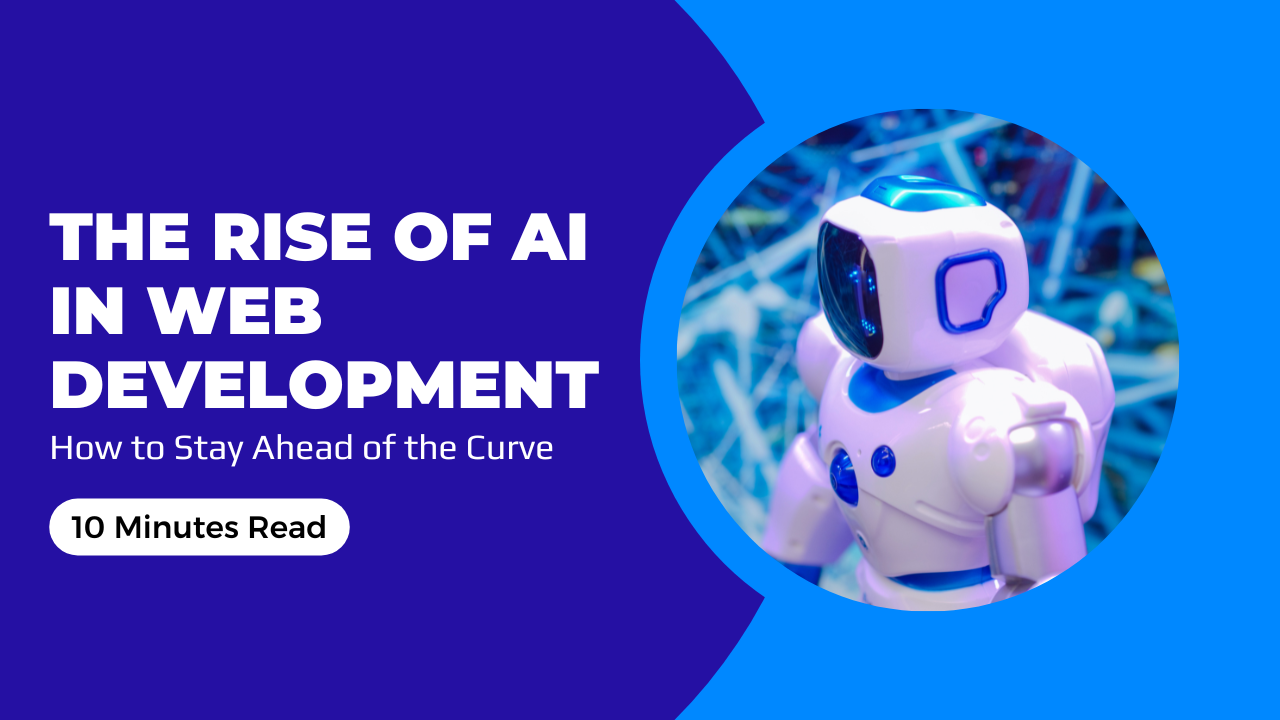 THE RISE OF AI
IN WEB
DEVELOPMENT
How to Stay Ahead of the Curve
10 Minutes Read